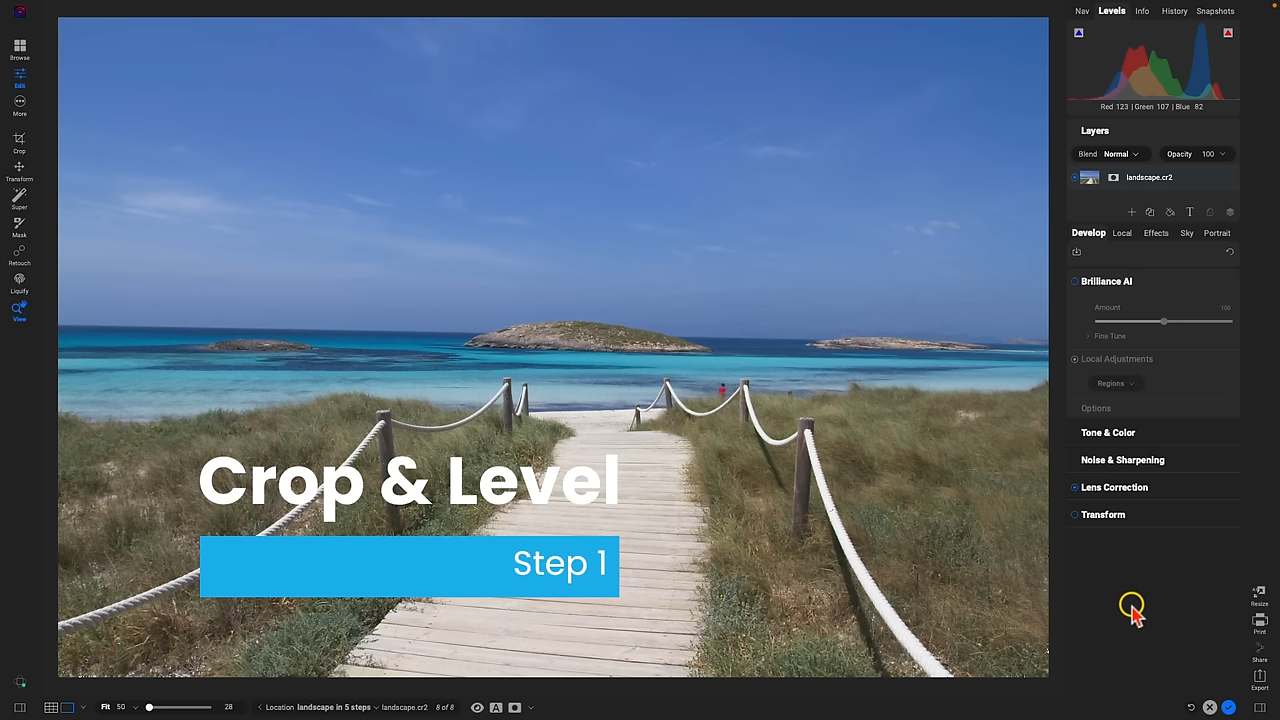 Nav Levels Info History Snapshots
Browse
Edit
More
Crop
Transform
Super
Mask
Retouch
Liquify
View
Red 123 | Green 107 | Blue 82
Layers
Blend Normal Opacity 100
landscape.cr2
T
Develop Local Effects Sky Portrait
Brilliance AI
Amount 100
Fine Tune
Local Adjustments
Regions
Options
Tone & Color
Noise & Sharpening
Lens Correction
Transform
Crop & Level
Step 1
Resize
Print
Share
Export
Fit 50 28 Location landscape in 5 steps landscape.cr2 8 of 8 A